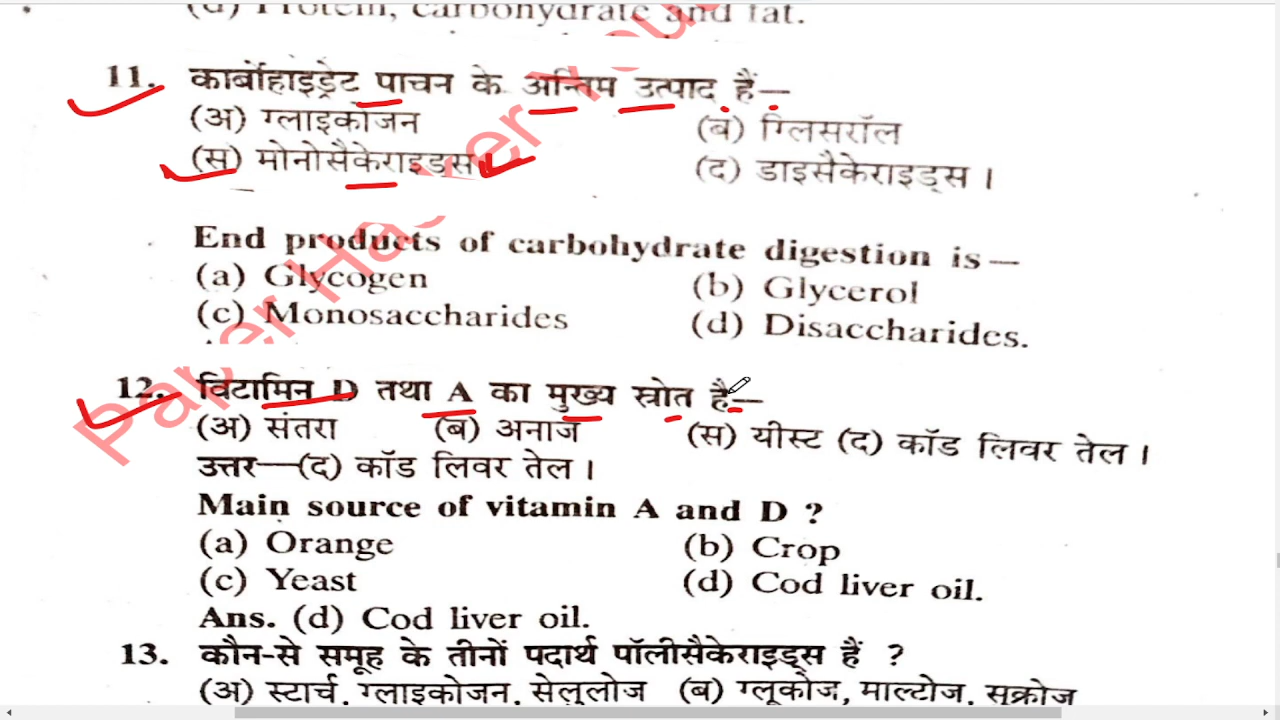 (d) Protein, carbohydrate and fat.
11. कार्बोहाइड्रेट पाचन के अन्तिम उत्पाद हैं—
(अ) ग्लाइकोजन (ब) ग्लिसरॉल
(स) मोनोसैकेराइड्स (द) डाइसैकेराइड्स ।
End products of carbohydrate digestion is—
(a) Glycogen (b) Glycerol
(c) Monosaccharides (d) Disaccharides.
12. विटामिन D तथा A का मुख्य स्रोत है—
(अ) संतरा (ब) अनाज (स) यीस्ट (द) कॉड लिवर तेल ।
उत्तर—(द) कॉड लिवर तेल ।
Main source of vitamin A and D ?
(a) Orange (b) Crop
(c) Yeast (d) Cod liver oil.
Ans. (d) Cod liver oil.
13. कौन-से समूह के तीनों पदार्थ पॉलीसैकेराइड्स हैं ?
(अ) स्टार्च, ग्लाइकोजन, सेलूलोज (ब) ग्लूकोज, माल्टोज, सूक्रोज